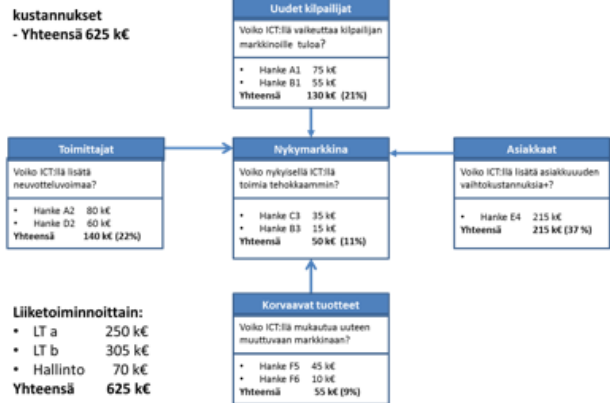 kustannukset
- Yhteensä 625 k€
Uudet kilpailijat
Voiko ICT:llä vaikeuttaa kilpailijan
markkinoille tuloa?
• Hanke A1 75 k€
• Hanke B1 55 k€
Yhteensä 130 k€ (21%)
Toimittajat
Voiko ICT:llä lisätä
neuvotteluvoimaa?
• Hanke A2 80 k€
• Hanke D2 60 k€
Yhteensä 140 k€ (22%)
Nykymarkkina
Voiko nykyisellä ICT:llä
toimia tehokkaammin?
• Hanke C3 35 k€
• Hanke B3 15 k€
Yhteensä 50 k€ (11%)
Asiakkaat
Voiko ICT:llä lisätä asiakkuuuden
vaihtokustannuksia+?
• Hanke E4 215 k€
Yhteensä 215 k€ (37 %)
Korvaavat tuotteet
Voiko ICT:llä mukautua uuteen
muuttuvaan markkinaan?
• Hanke F5 45 k€
• Hanke F6 10 k€
Yhteensä 55 k€ (9%)
Liiketoiminnoittain:
• LT a 250 k€
• LT b 305 k€
• Hallinto 70 k€
Yhteensä 625 k€